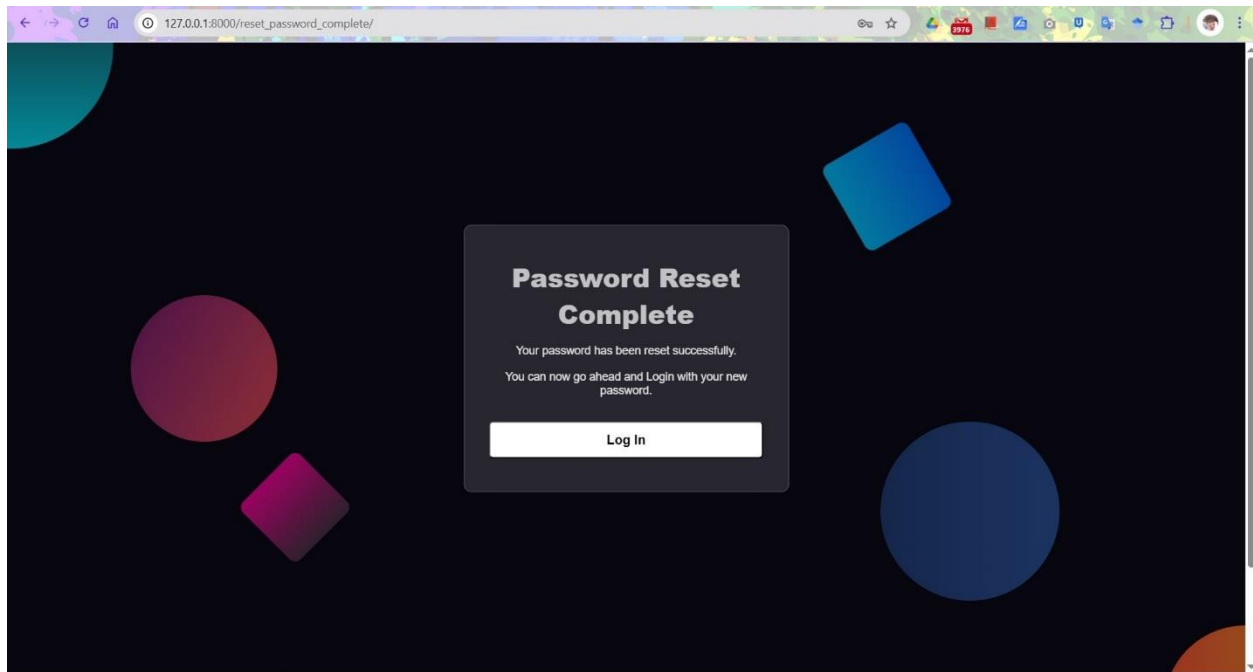 127.0.0.1:8000/reset_password_complete/
3976
Password Reset
Complete
Your password has been reset successfully.
You can now go ahead and Login with your new
password.
Log In